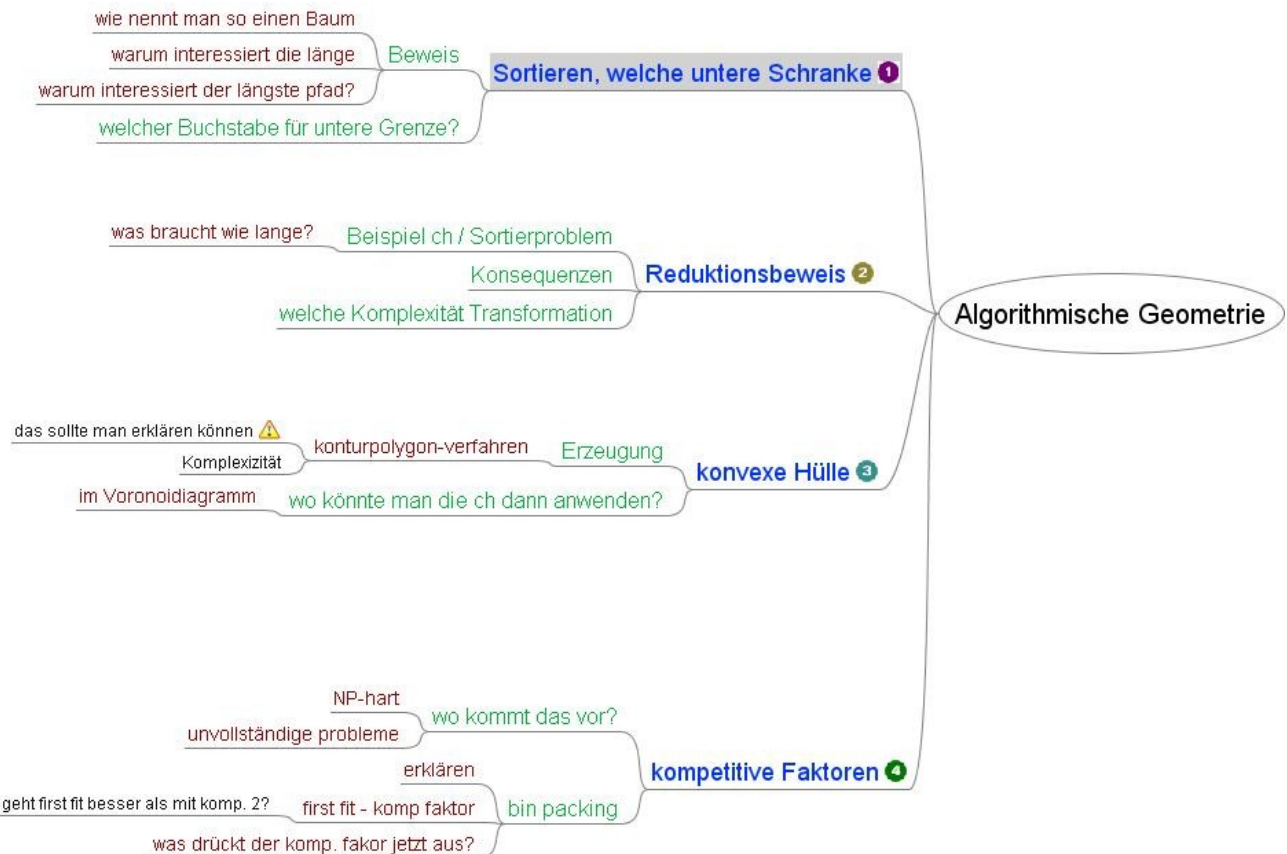 wie nennt man so einen Baum
warum interessiert die länge
warum interessiert der längste pfad?
Beweis
welcher Buchstabe für untere Grenze?
Sortieren, welche untere Schranke 1
was braucht wie lange?
Beispiel ch / Sortierproblem
Konsequenzen
welche Komplexität Transformation
Reduktionsbeweis 2
Algorithmische Geometrie
das sollte man erklären können
Komplexizität
konturpolygon-verfahren
Erzeugung
im Voronoidiagramm
wo könnte man die ch dann anwenden?
konvexe Hülle 3
NP-hart
unvollständige probleme
wo kommt das vor?
erklären
geht first fit besser als mit komp. 2?
first fit - komp faktor
was drückt der komp. fakor jetzt aus?
bin packing
kompetitive Faktoren 4